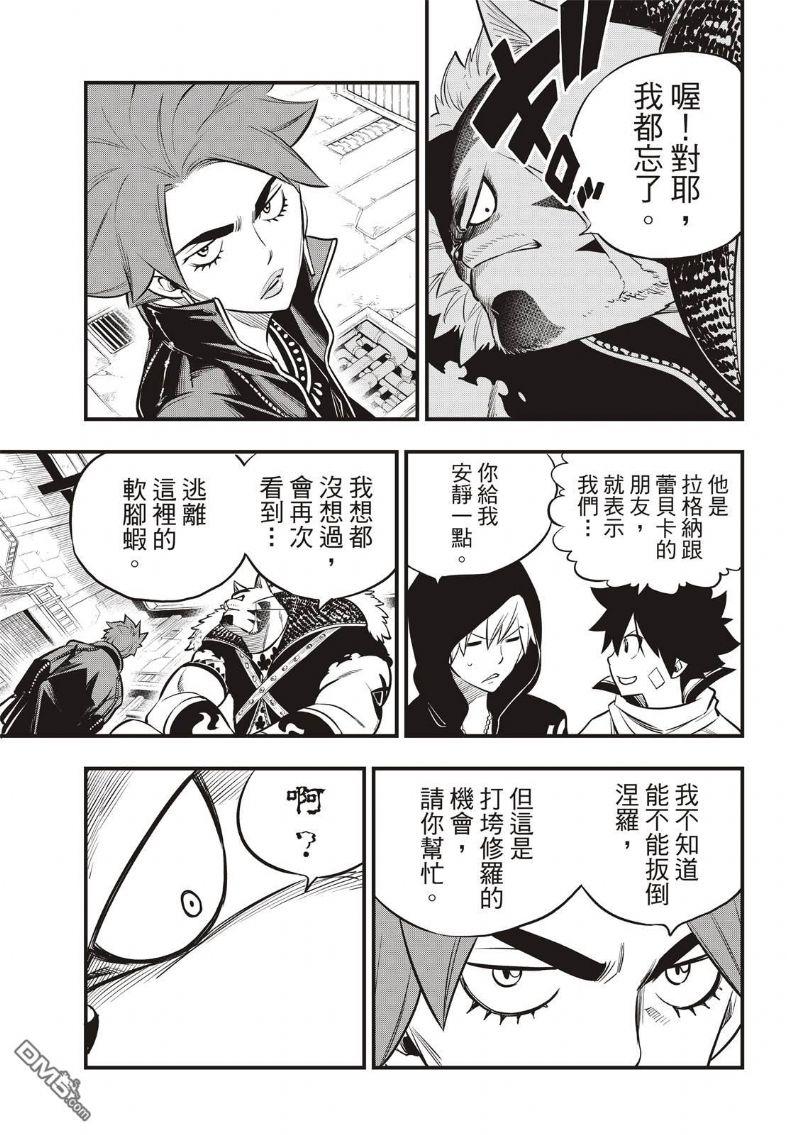 喔！對耶，
我都忘了。
ギロッ
他是
拉格納跟
蕾貝卡的
朋友，
就表示
我們…
你給我
安靜一點。
我想都
沒想過，
會再次
看到…
逃離
這裡的
軟腳蝦。
我不知道
能不能扳倒
涅羅，
但這是
打垮修羅的
機會，
請你幫忙。
啊？
DM5.com